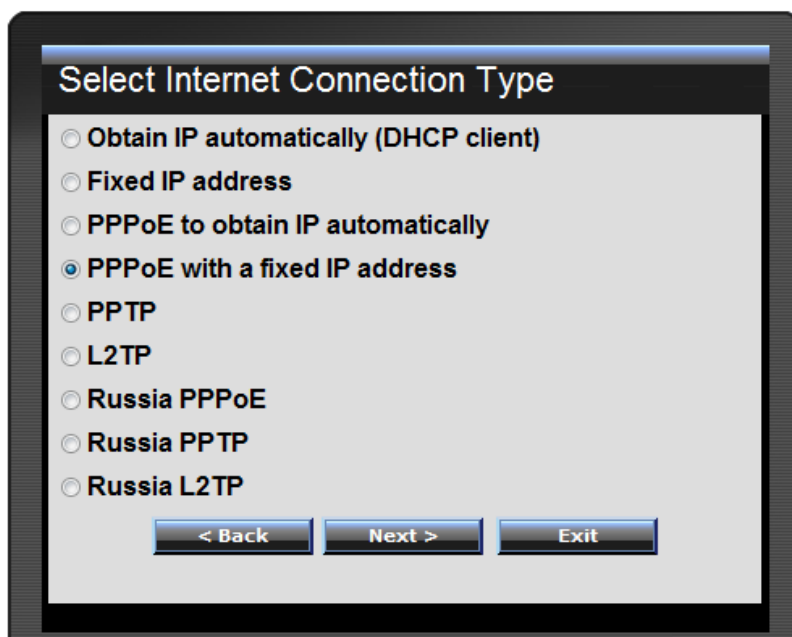 Select Internet Connection Type
Obtain IP automatically (DHCP client)
Fixed IP address
PPPoE to obtain IP automatically
PPPoE with a fixed IP address
PPTP
L2TP
Russia PPPoE
Russia PPTP
Russia L2TP
< Back Next > Exit